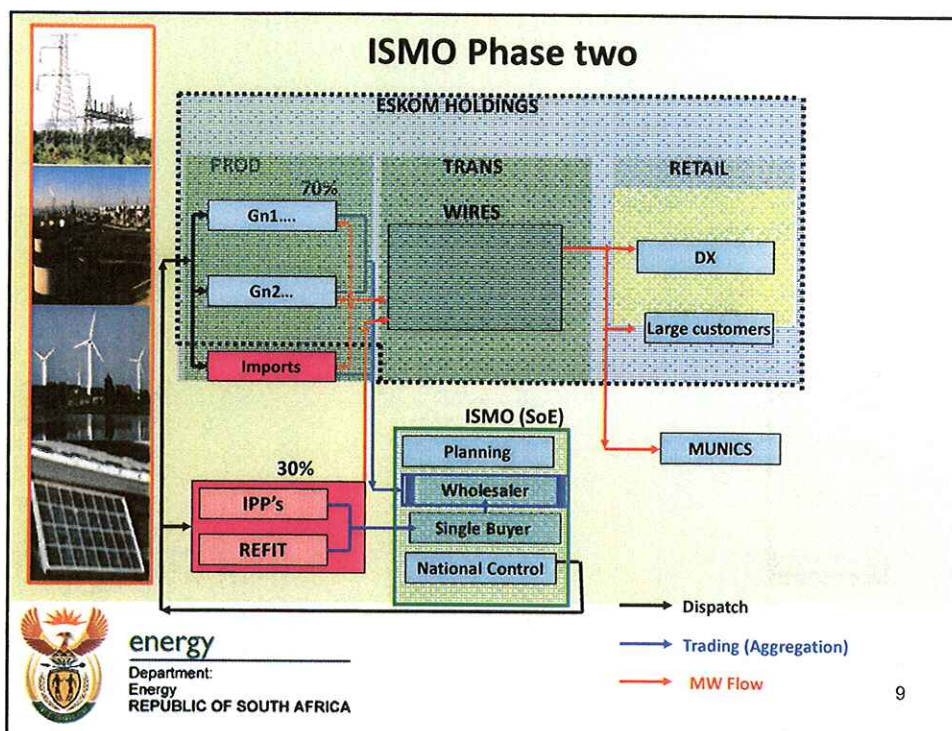 ISMO Phase two
ESKOM HOLDINGS
PROD
TRANS
RETAIL
70%
WIRES
Gn1....
DX
Gn2...
Large customers
Imports
ISMO (SoE)
Planning
MUNICS
30%
Wholesaler
IPP's
Single Buyer
REFIT
National Control
Dispatch
Trading (Aggregation)
MW Flow
energy
Department:
Energy
REPUBLIC OF SOUTH AFRICA
9